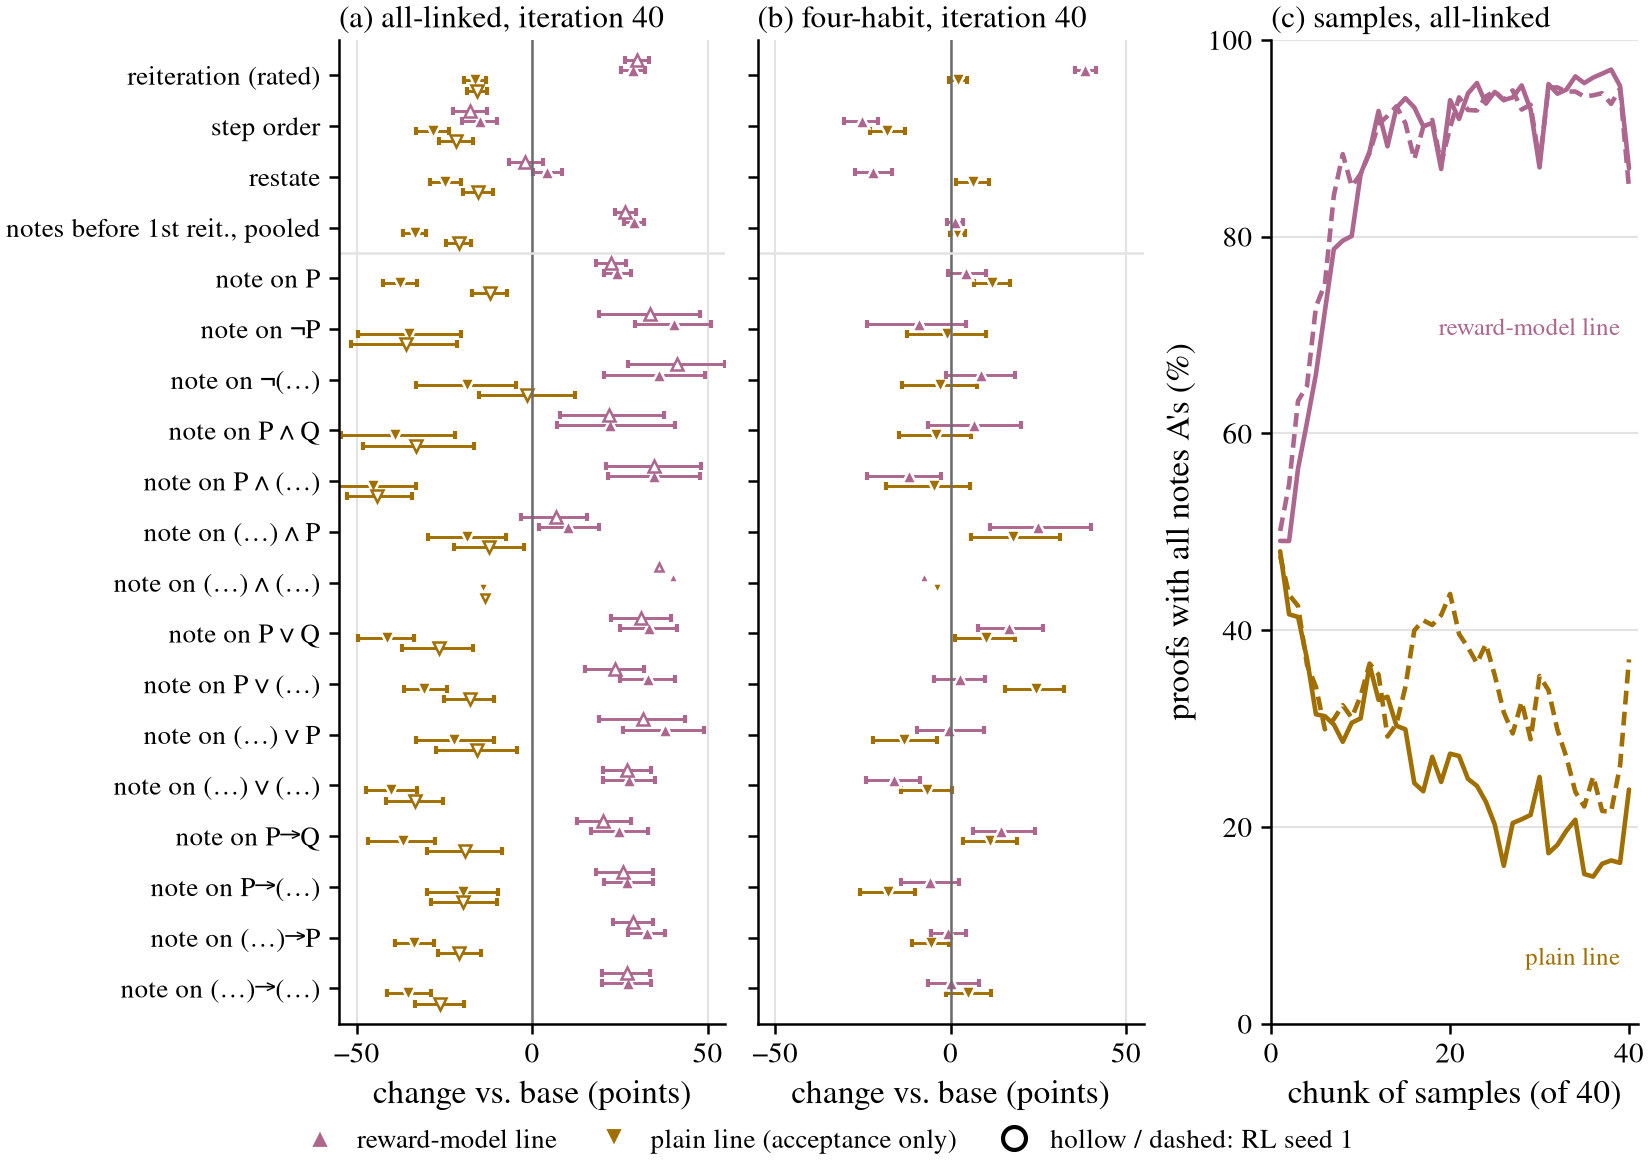 (a) all-linked, iteration 40
(b) four-habit, iteration 40
(c) samples, all-linked
reiteration (rated)
step order
restate
notes before 1st reit., pooled
note on P
note on ¬P
note on ¬(…)
note on P ∧ Q
note on P ∧ (…)
note on (…) ∧ P
note on (…) ∧ (…)
note on P ∨ Q
note on P ∨ (…)
note on (…) ∨ P
note on (…) ∨ (…)
note on P→Q
note on P→(…)
note on (…)→P
note on (…)→(…)
−50 0 50
change vs. base (points)
−50 0 50
change vs. base (points)
proofs with all notes A's (%)
100
80
60
40
20
0
reward-model line
plain line
0 20 40
chunk of samples (of 40)
reward-model line
plain line (acceptance only)
hollow / dashed: RL seed 1